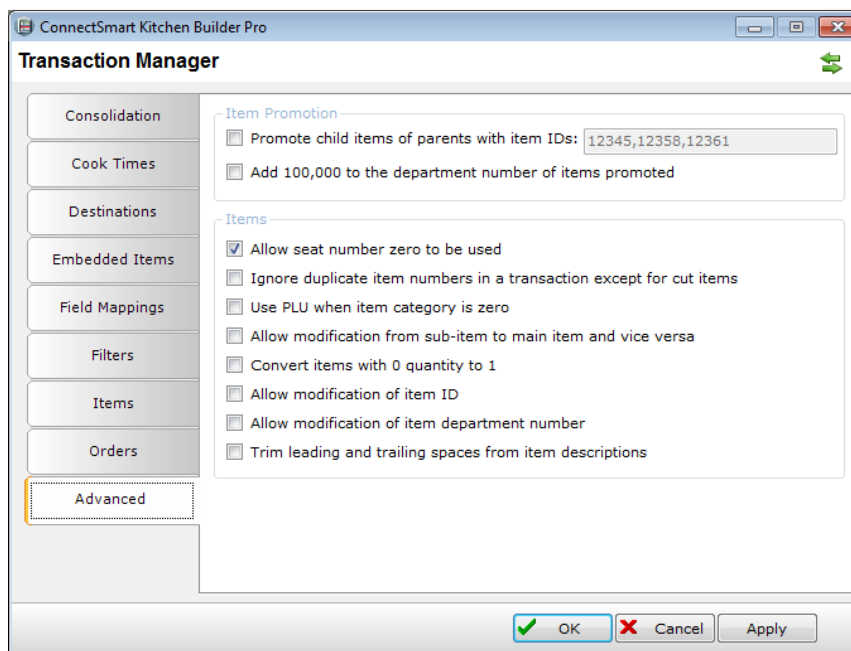 ConnectSmart Kitchen Builder Pro
Transaction Manager
Consolidation
Cook Times
Destinations
Embedded Items
Field Mappings
Filters
Items
Orders
Advanced
Item Promotion
Promote child items of parents with item IDs: 12345,12358,12361
Add 100,000 to the department number of items promoted
Items
Allow seat number zero to be used
Ignore duplicate item numbers in a transaction except for cut items
Use PLU when item category is zero
Allow modification from sub-item to main item and vice versa
Convert items with 0 quantity to 1
Allow modification of item ID
Allow modification of item department number
Trim leading and trailing spaces from item descriptions
OK Cancel Apply